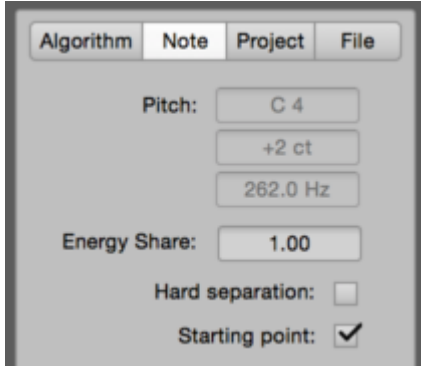 Algorithm Note Project File
Pitch: C 4
+2 ct
262.0 Hz
Energy Share: 1.00
Hard separation:
Starting point: